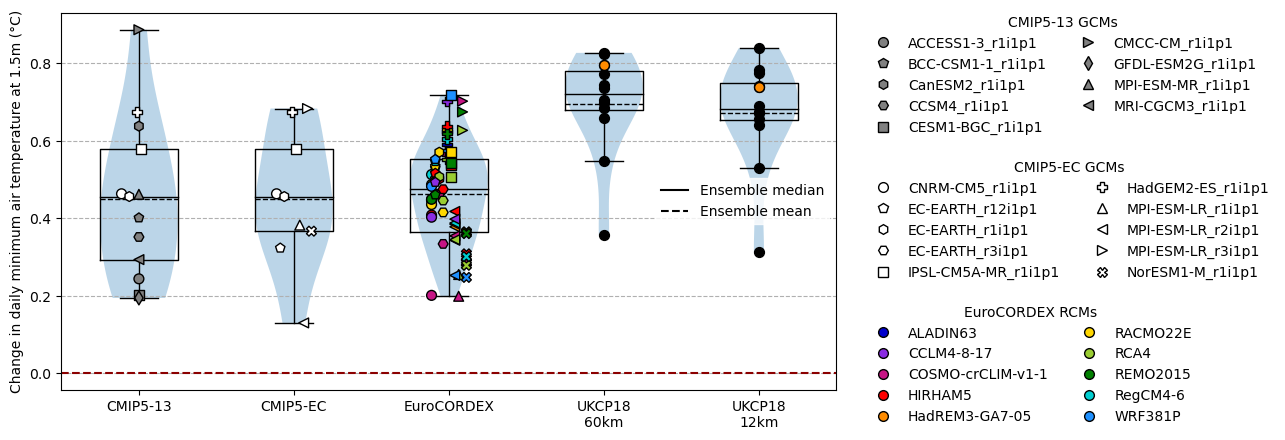 Change in daily minimum air temperature at 1.5m (°C)
0.8
0.6
0.4
0.2
0.0
CMIP5-13
CMIP5-EC
EuroCORDEX
UKCP18
60km
UKCP18
12km
Ensemble median
Ensemble mean
CMIP5-13 GCMs
ACCESS1-3_r1i1p1
BCC-CSM1-1_r1i1p1
CanESM2_r1i1p1
CCSM4_r1i1p1
CESM1-BGC_r1i1p1
CMCC-CM_r1i1p1
GFDL-ESM2G_r1i1p1
MPI-ESM-MR_r1i1p1
MRI-CGCM3_r1i1p1
CMIP5-EC GCMs
CNRM-CM5_r1i1p1
EC-EARTH_r12i1p1
EC-EARTH_r1i1p1
EC-EARTH_r3i1p1
IPSL-CM5A-MR_r1i1p1
HadGEM2-ES_r1i1p1
MPI-ESM-LR_r1i1p1
MPI-ESM-LR_r2i1p1
MPI-ESM-LR_r3i1p1
NorESM1-M_r1i1p1
EuroCORDEX RCMs
ALADIN63
CCLM4-8-17
COSMO-crCLIM-v1-1
HIRHAM5
HadREM3-GA7-05
RACMO22E
RCA4
REMO2015
RegCM4-6
WRF381P